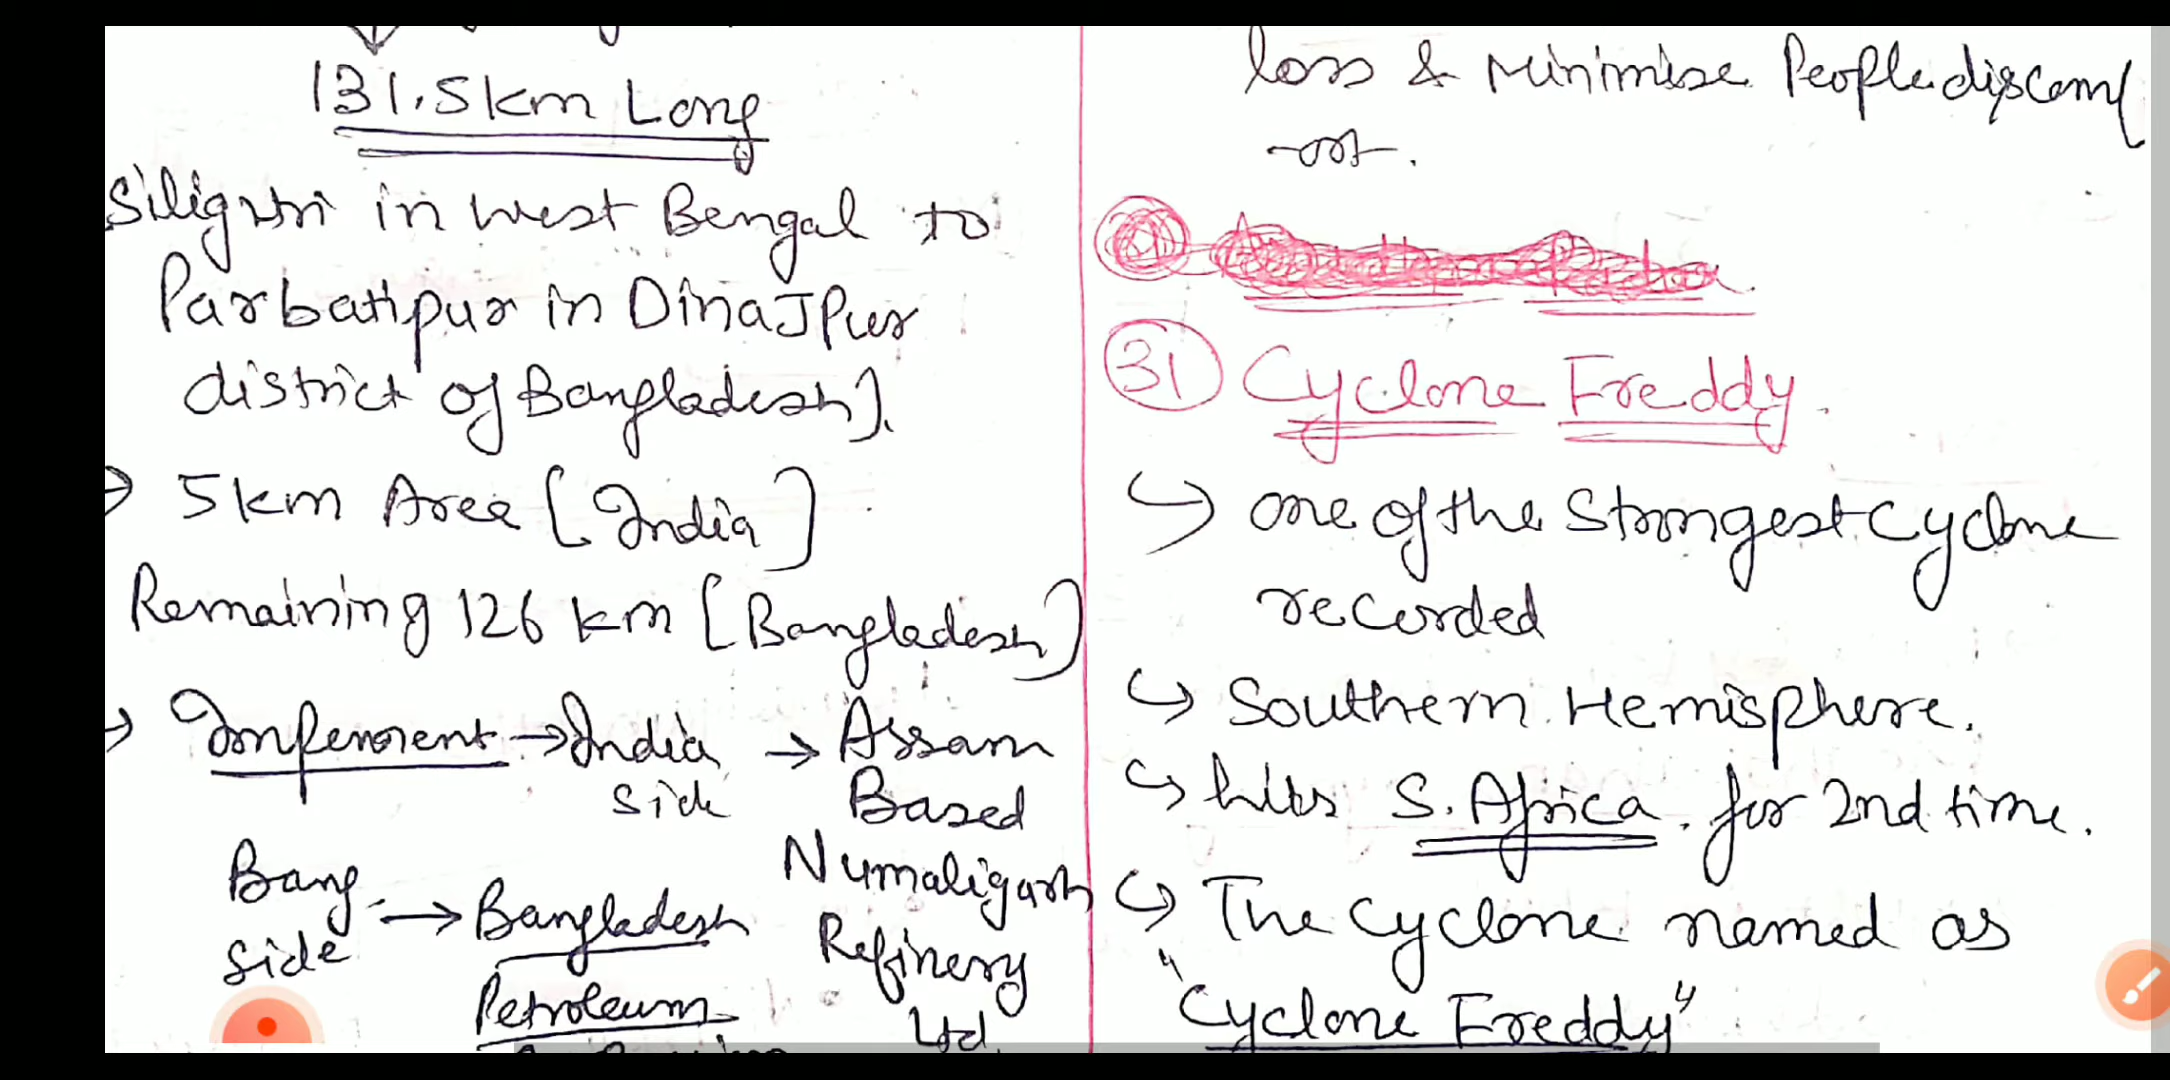 131.5km Long
Siliguri in west Bengal to
Parbatipur in DinaJPur
district of Bangladesh].
→ 5km Area [India]
Remaining 126 km [Bangladesh]
→ Impement → India → Assam
side Based
Bang → Bangladesh Numaligarh
side Petroleum Refinery
Ltd
loss & Minimise People discomf
-ort.
31 Cyclone Freddy.
↪ one of the Strongest Cyclone
recorded
↪ Southern Hemisphere.
↪ hits S. Africa. for 2nd time.
↪ The Cyclone named as
"Cyclone Freddy"